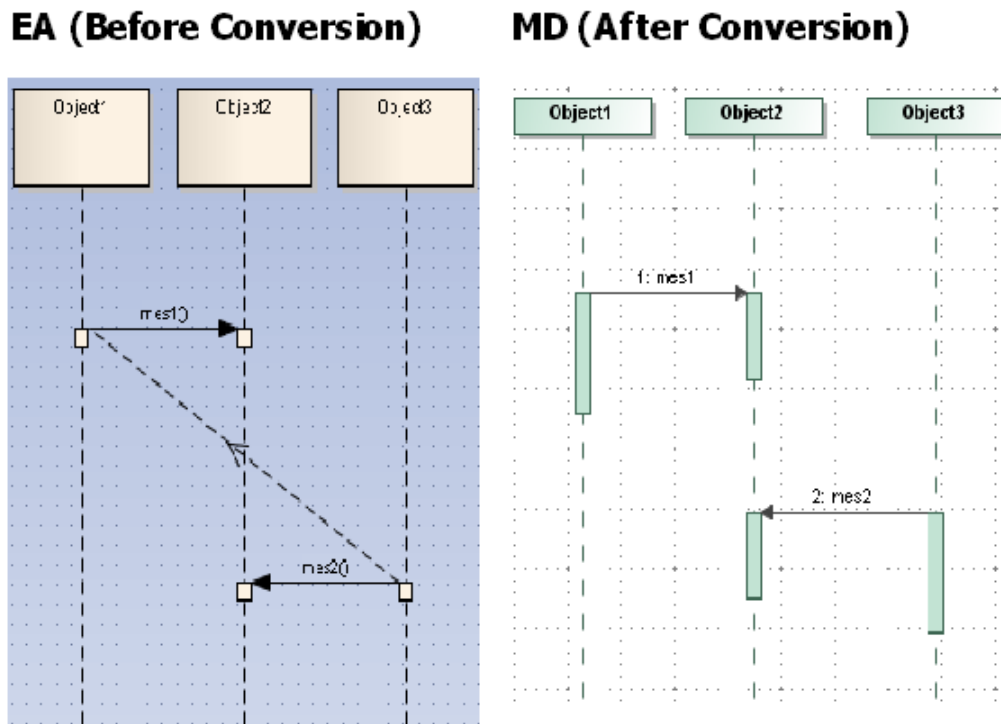 EA (Before Conversion)
MD (After Conversion)
Object1
Object2
Object3
mes1()
mes2()
Object1
Object2
Object3
1: mes1
2: mes2